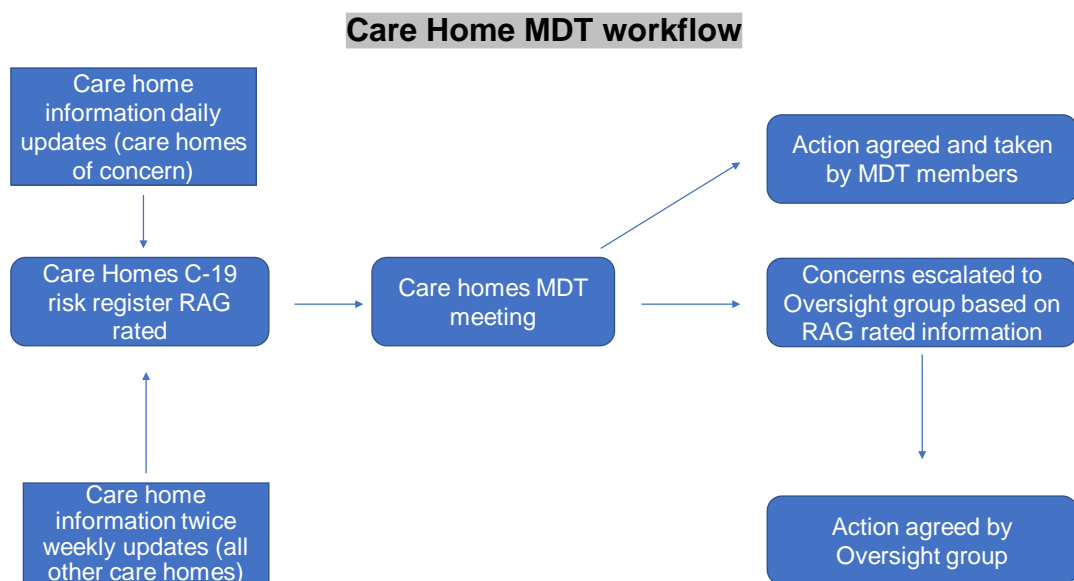 Care Home MDT workflow
Care home
information daily
updates (care homes
of concern)
Action agreed and taken
by MDT members
Care Homes C-19
risk register RAG
rated
Care homes MDT
meeting
Concerns escalated to
Oversight group based on
RAG rated information
Care home
information twice
weekly updates (all
other care homes)
Action agreed by
Oversight group